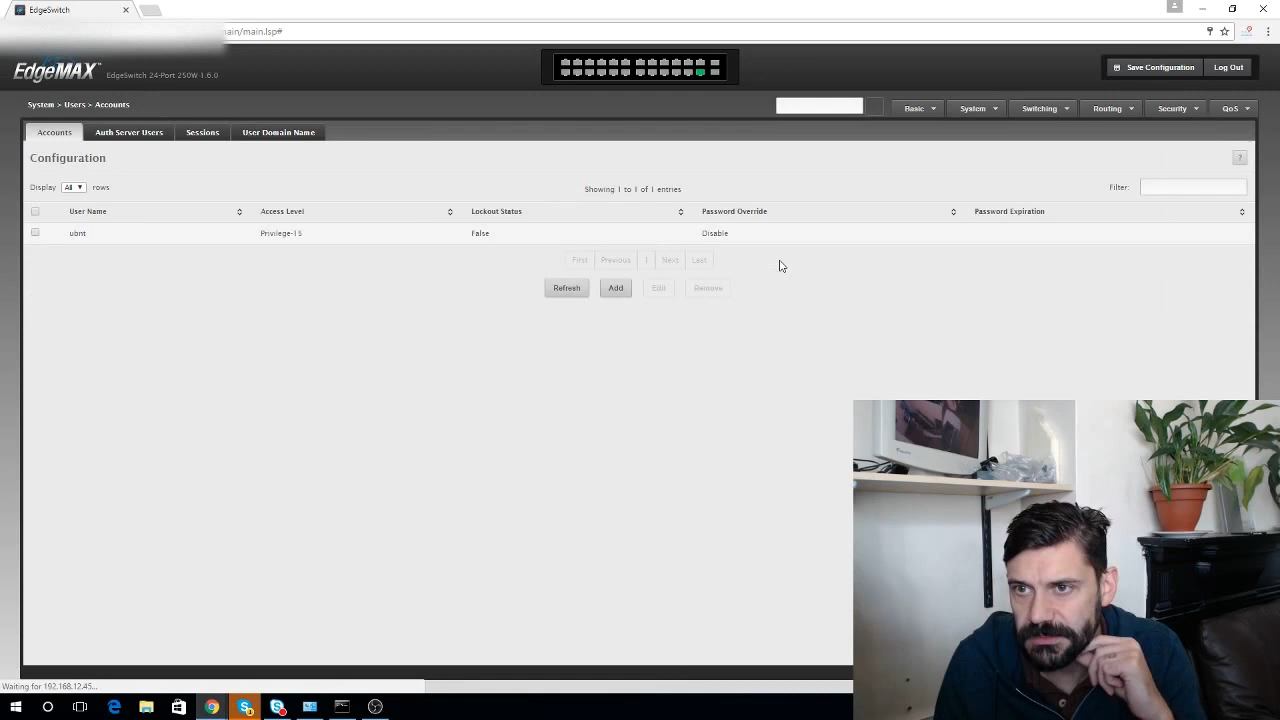 EdgeSwitch
ain/main.lsp#
EdgeMAX
EdgeSwitch 24-Port 250W 1.6.0
Save Configuration
Log Out
System > Users > Accounts
Basic
System
Switching
Routing
Security
QoS
Accounts
Auth Server Users
Sessions
User Domain Name
Configuration
?
Display All rows
Showing 1 to 1 of 1 entries
Filter:
User Name
Access Level
Lockout Status
Password Override
Password Expiration
ubnt
Privilege-15
False
Disable
First
Previous
1
Next
Last
Refresh
Add
Edit
Remove
Waiting for 192.168.12.45...